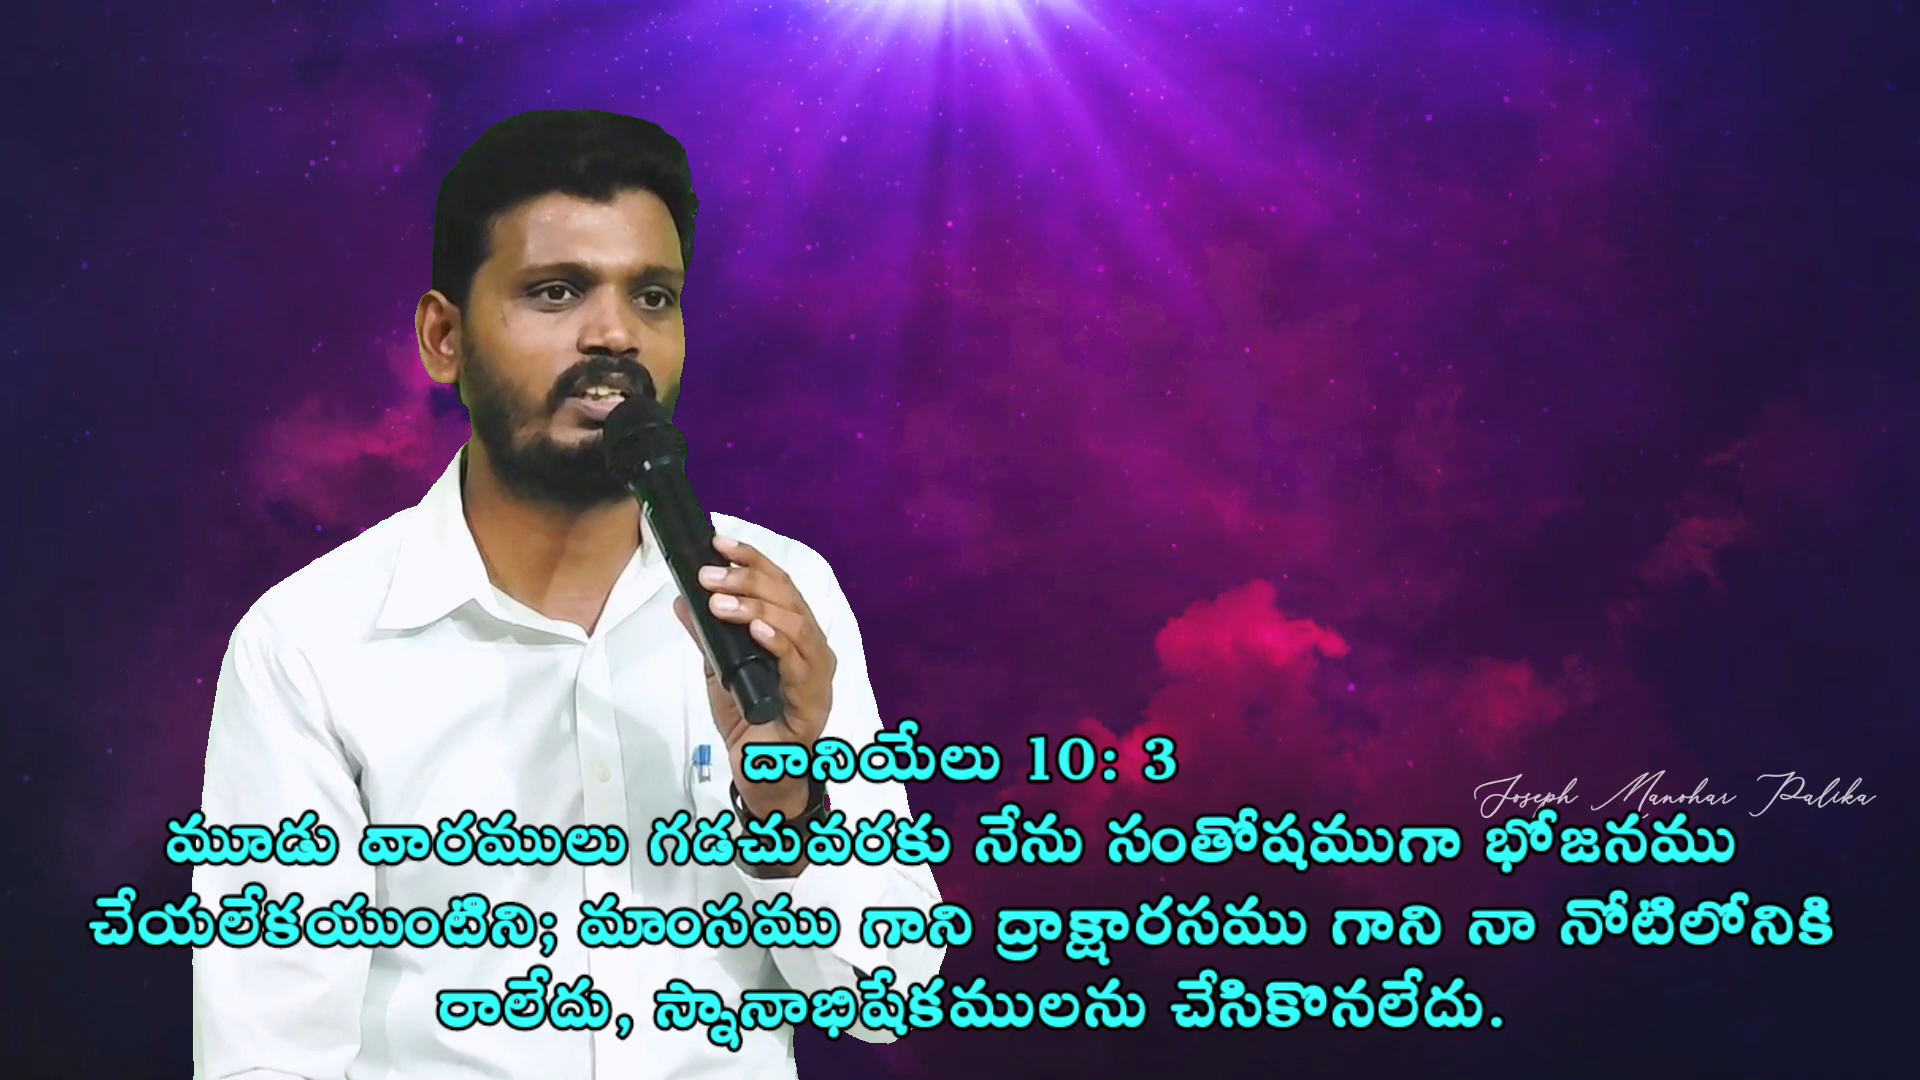 దానియేలు 10: 3
Joseph Manohar Palika
మూడు వారములు గడచువరకు నేను సంతోషముగా భోజనము
చేయలేకయుంటిని; మాంసము గాని ద్రాక్షారసము గాని నా నోటిలోనికి
రాలేదు, స్నానాభిషేకములను చేసికొనలేదు.